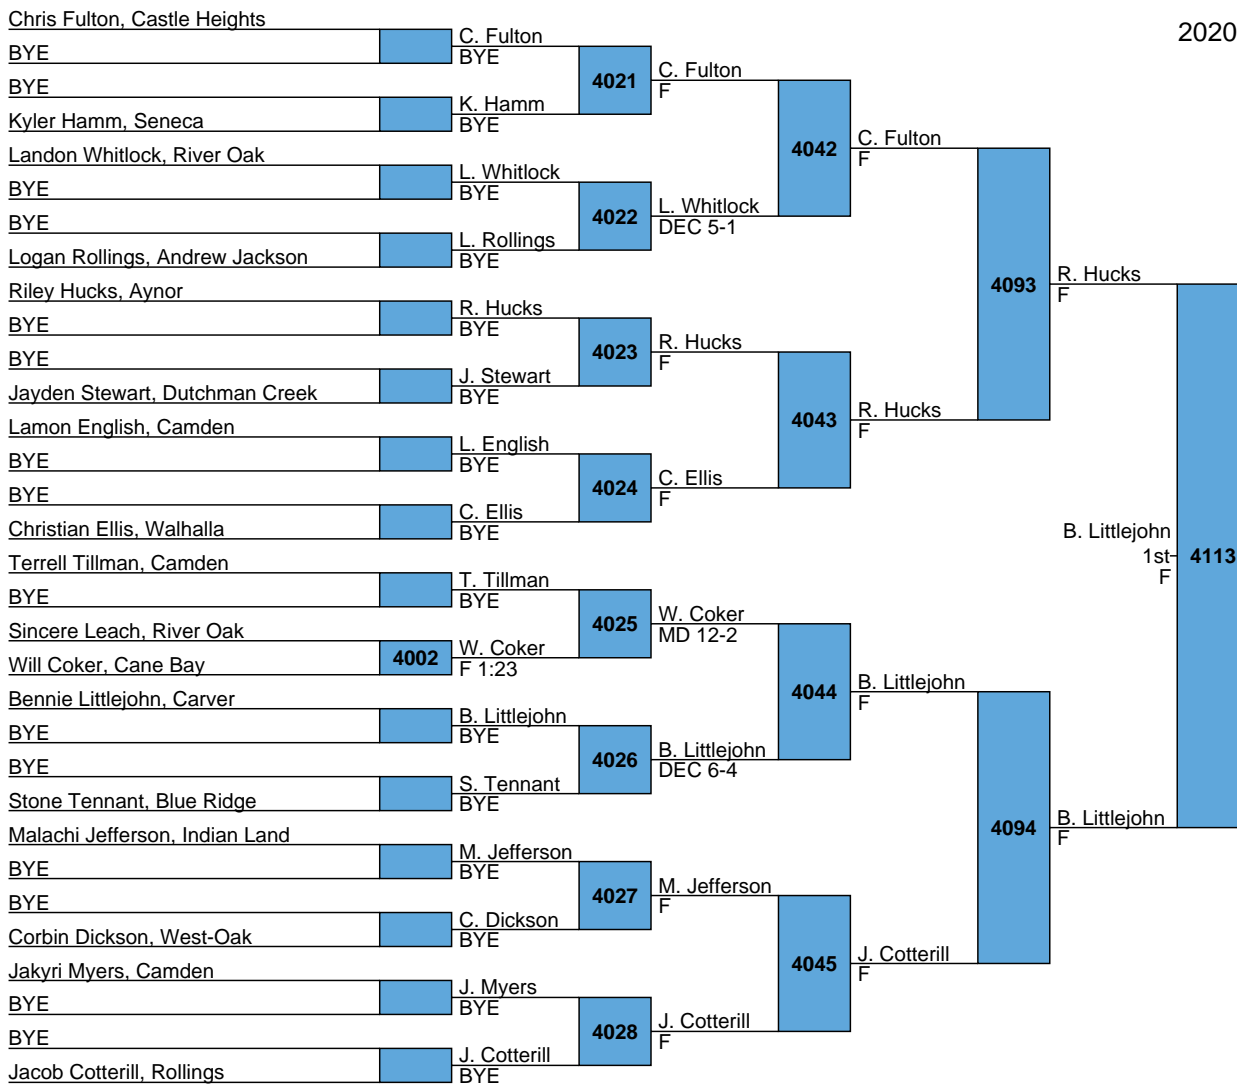 2020
Chris Fulton, Castle Heights
BYE
BYE
Kyler Hamm, Seneca
Landon Whitlock, River Oak
BYE
BYE
Logan Rollings, Andrew Jackson
Riley Hucks, Aynor
BYE
BYE
Jayden Stewart, Dutchman Creek
Lamon English, Camden
BYE
BYE
Christian Ellis, Walhalla
Terrell Tillman, Camden
BYE
Sincere Leach, River Oak
Will Coker, Cane Bay
Bennie Littlejohn, Carver
BYE
BYE
Stone Tennant, Blue Ridge
Malachi Jefferson, Indian Land
BYE
BYE
Corbin Dickson, West-Oak
Jakyri Myers, Camden
BYE
BYE
Jacob Cotterill, Rollings
4002
C. Fulton
BYE
K. Hamm
BYE
L. Whitlock
BYE
L. Rollings
BYE
R. Hucks
BYE
J. Stewart
BYE
L. English
BYE
C. Ellis
BYE
T. Tillman
BYE
W. Coker
F 1:23
B. Littlejohn
BYE
S. Tennant
BYE
M. Jefferson
BYE
C. Dickson
BYE
J. Myers
BYE
J. Cotterill
BYE
4021
4022
4023
4024
4025
4026
4027
4028
C. Fulton
F
L. Whitlock
DEC 5-1
R. Hucks
F
C. Ellis
F
W. Coker
MD 12-2
B. Littlejohn
DEC 6-4
M. Jefferson
F
J. Cotterill
F
4042
4043
4044
4045
C. Fulton
F
R. Hucks
F
B. Littlejohn
F
J. Cotterill
F
4093
4094
R. Hucks
F
B. Littlejohn
F
B. Littlejohn
1st
F
4113